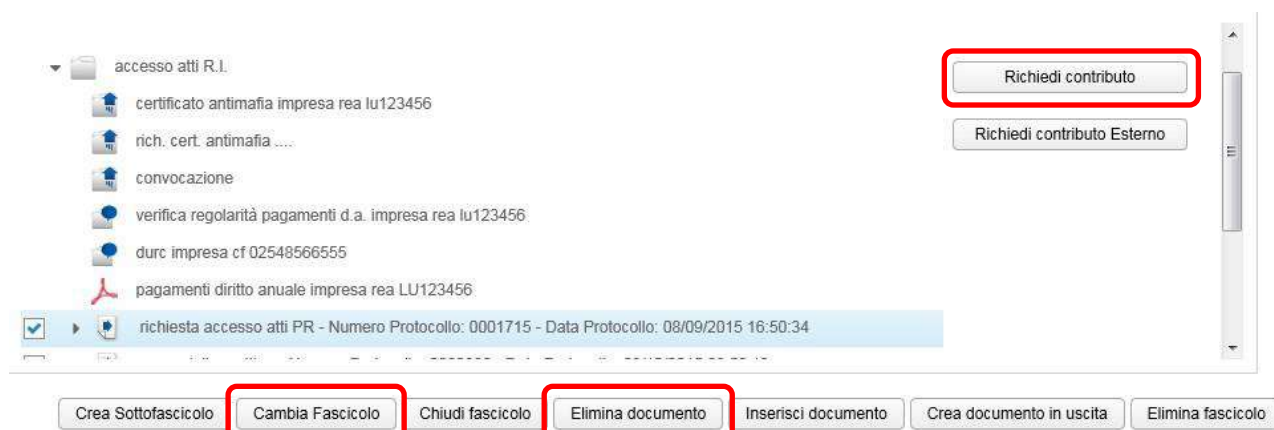 accesso atti R.I.
Richiedi contributo
certificato antimafia impresa rea lu123456
rich. cert. antimafia ....
Richiedi contributo Esterno
convocazione
verifica regolarità pagamenti d.a. impresa rea lu123456
durc impresa cf 02548566555
pagamenti diritto anuale impresa rea LU123456
richiesta accesso atti PR - Numero Protocollo: 0001715 - Data Protocollo: 08/09/2015 16:50:34
Crea Sottofascicolo Cambia Fascicolo Chiudi fascicolo Elimina documento Inserisci documento Crea documento in uscita Elimina fascicolo